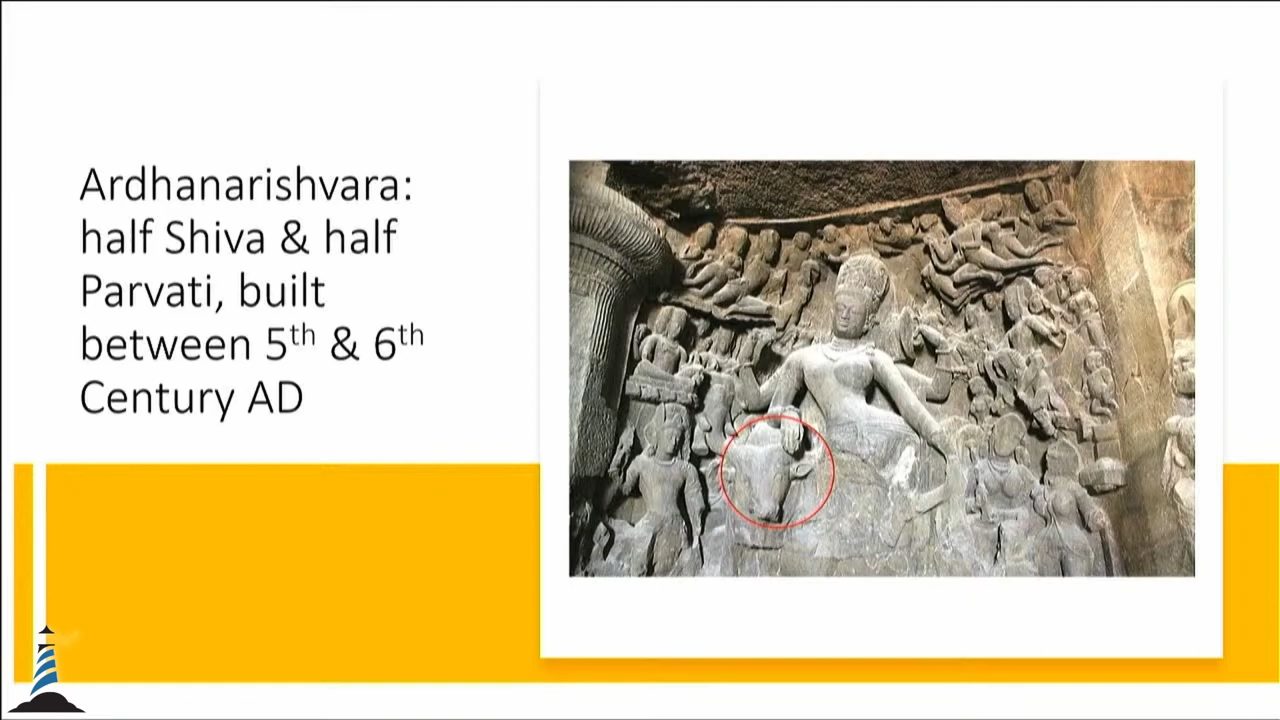 Ardhanarishvara:
half Shiva & half
Parvati, built
between 5th & 6th
Century AD